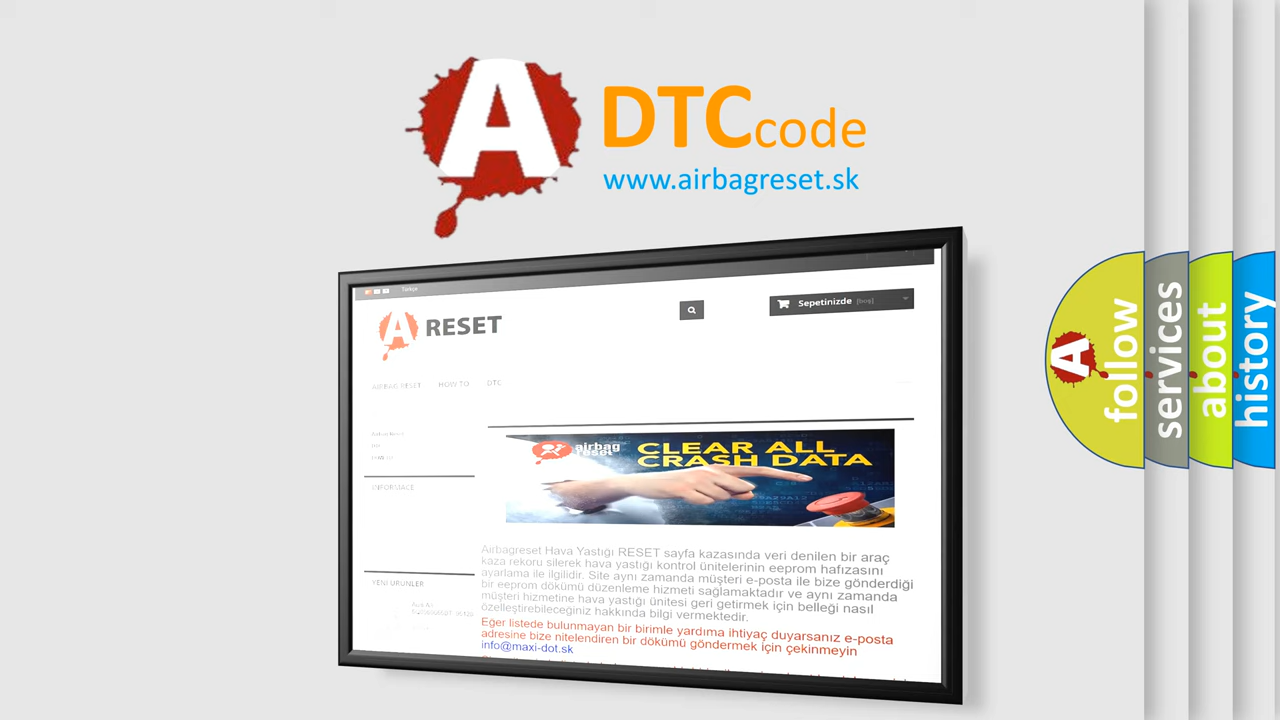 A
DTCcode
www.airbagreset.sk
Türkçe
A RESET
Sepetinizde [boş]
AIRBAG RESET HOW TO DTC
INFORMACE
airbag
reset
CLEAR ALL
CRASH DATA
Airbagreset Hava Yastığı RESET sayfa kazasında veri denilen bir araç
kaza rekoru silerek hava yastığı kontrol ünitelerinin eeprom hafızasını
ayarlama ile ilgilidir. Site aynı zamanda müşteri e-posta ile bize gönderdiği
bir eeprom dökümü düzenleme hizmeti sağlamaktadır ve aynı zamanda
müşteri hizmetine hava yastığı ünitesi geri getirmek için belleği nasıl
özelleştirebileceğiniz hakkında bilgi vermektedir.
Eğer listede bulunmayan bir birimle yardıma ihtiyaç duyarsanız e-posta
adresine bize nitelendiren bir dökümü göndermek için çekinmeyin
info@maxi-dot.sk
YENI ÜRÜNLER
A
follow
services
about
history